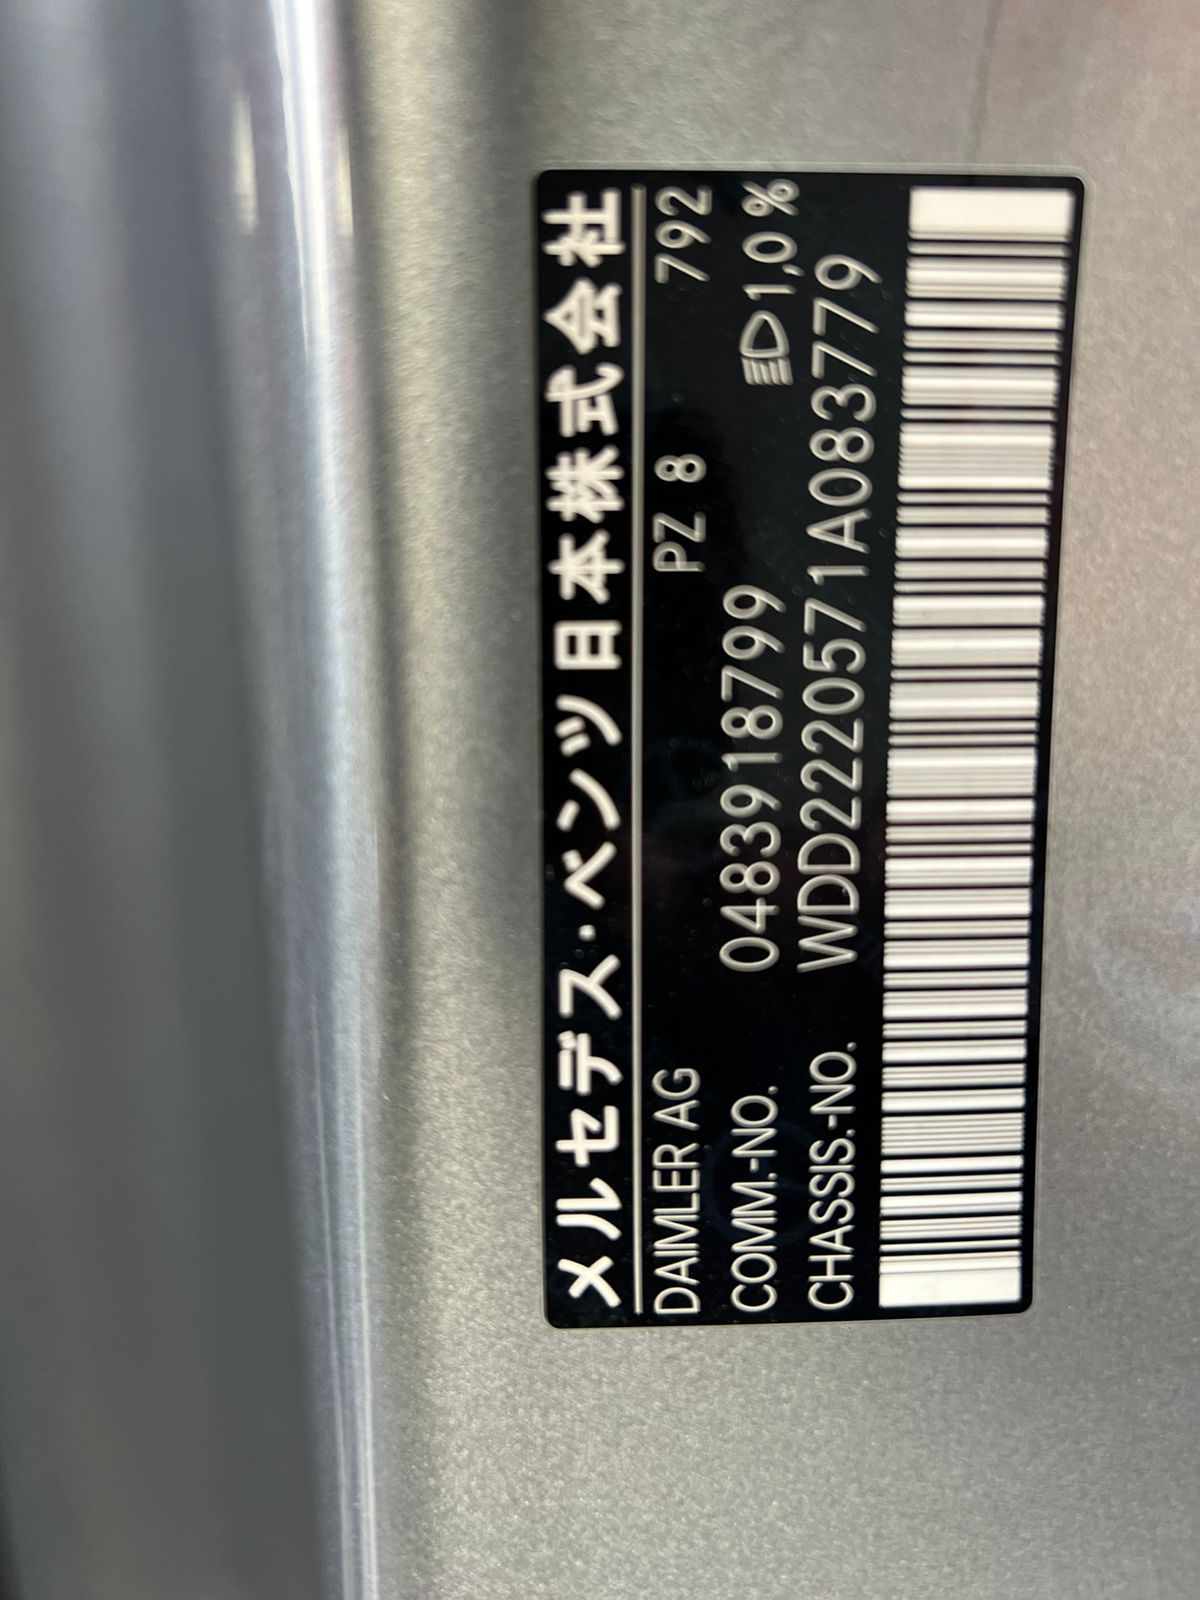 メルセデス・ベンツ日本株式会社
DAIMLER AG PZ 8 792
COMM.-NO. 0483918799 1,0%
CHASSIS.-NO. WDD2220571A083779